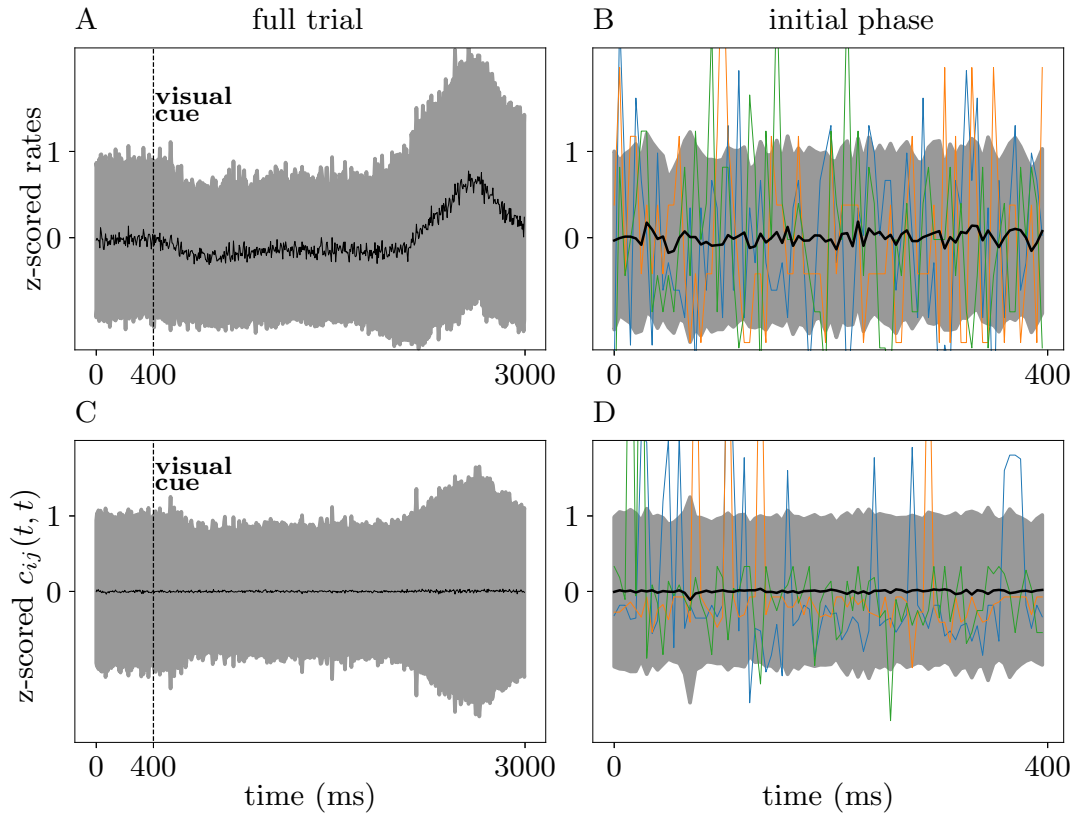 A
full trial
z-scored rates
1
0
visual
cue
0
400
3000
B
initial phase
1
0
0
400
C
z-scored c_{ij}(t, t)
1
0
visual
cue
0
400
3000
time (ms)
D
1
0
0
400
time (ms)